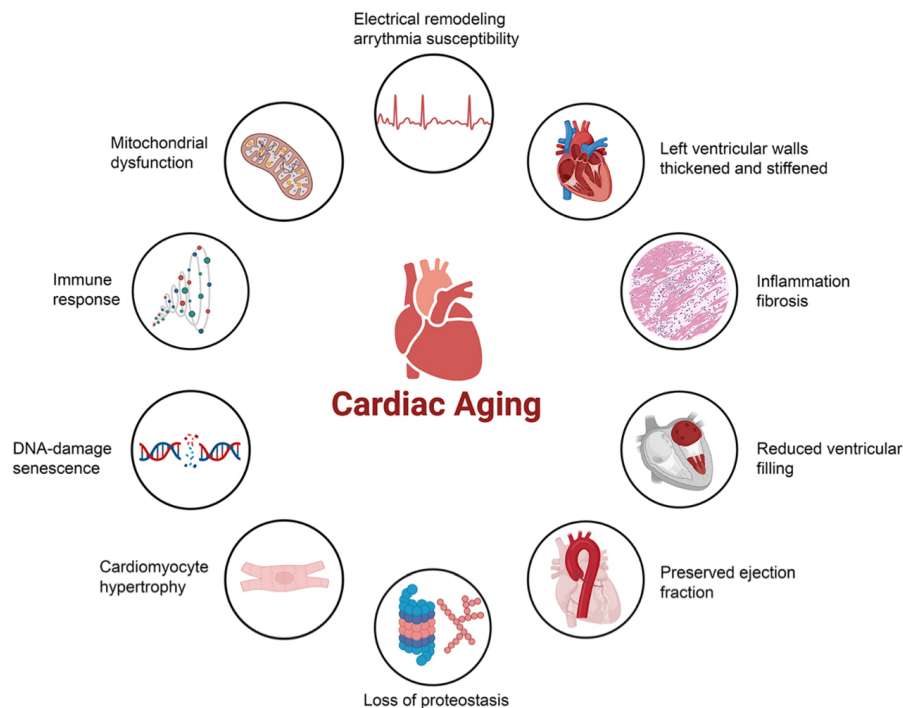 Electrical remodeling
arrythmia susceptibility
Mitochondrial
dysfunction
Left ventricular walls
thickened and stiffened
Immune
response
Inflammation
fibrosis
Cardiac Aging
DNA-damage
senescence
Reduced ventricular
filling
Cardiomyocyte
hypertrophy
Preserved ejection
fraction
Loss of proteostasis